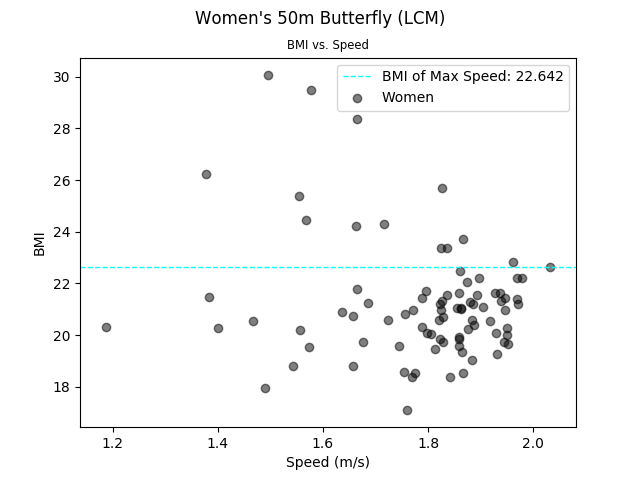 Women's 50m Butterfly (LCM)
BMI vs. Speed
BMI of Max Speed: 22.642
Women
30
28
26
24
22
20
18
BMI
1.2 1.4 1.6 1.8 2.0
Speed (m/s)